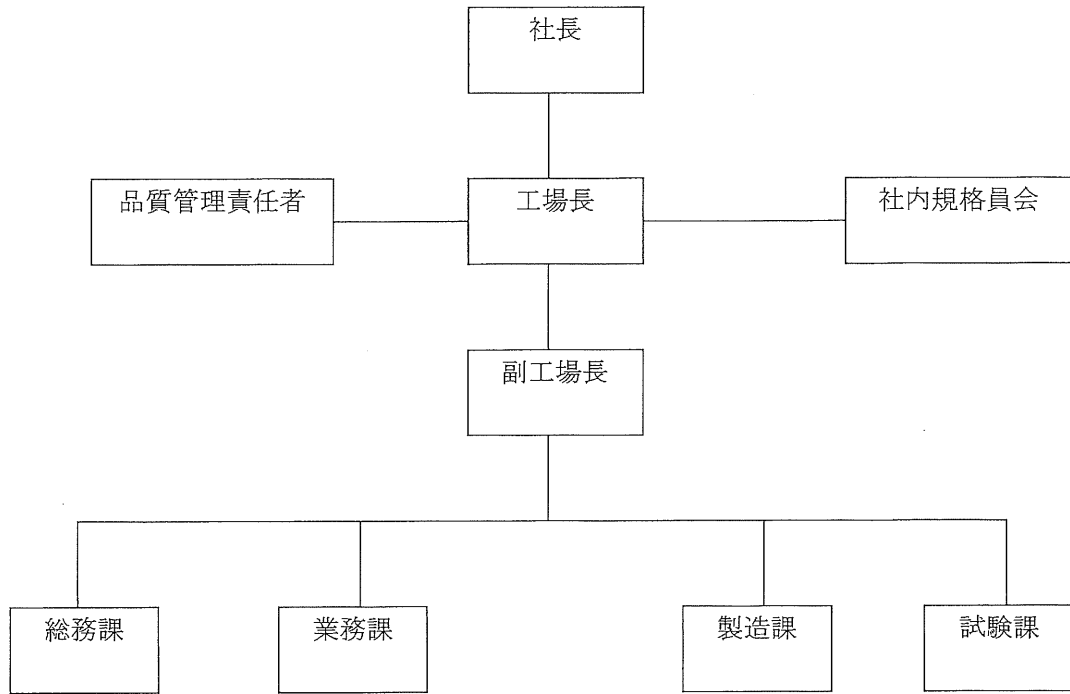 社長
品質管理責任者
工場長
社内規格員会
副工場長
総務課
業務課
製造課
試験課